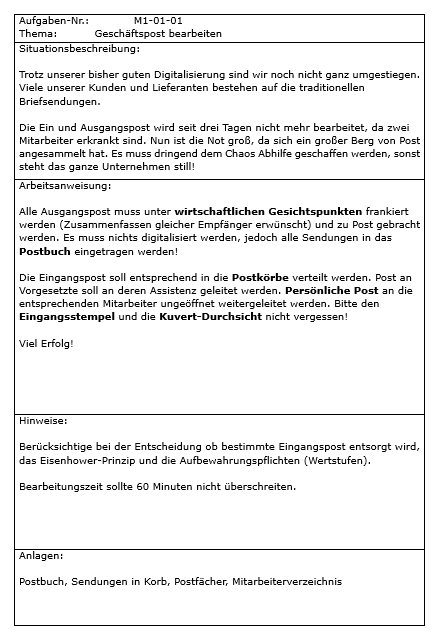 Aufgaben-Nr.: M1-01-01
Thema: Geschäftspost bearbeiten
Situationsbeschreibung:
Trotz unserer bisher guten Digitalisierung sind wir noch nicht ganz umgestiegen.
Viele unserer Kunden und Lieferanten bestehen auf die traditionellen
Briefsendungen.
Die Ein und Ausgangspost wird seit drei Tagen nicht mehr bearbeitet, da zwei
Mitarbeiter erkrankt sind. Nun ist die Not groß, da sich ein großer Berg von Post
angesammelt hat. Es muss dringend dem Chaos Abhilfe geschaffen werden, sonst
steht das ganze Unternehmen still!
Arbeitsanweisung:
Alle Ausgangspost muss unter wirtschaftlichen Gesichtspunkten frankiert
werden (Zusammenfassen gleicher Empfänger erwünscht) und zu Post gebracht
werden. Es muss nichts digitalisiert werden, jedoch alle Sendungen in das
Postbuch eingetragen werden!
Die Eingangspost soll entsprechend in die Postkörbe verteilt werden. Post an
Vorgesetzte soll an deren Assistenz geleitet werden. Persönliche Post an die
entsprechenden Mitarbeiter ungeöffnet weitergeleitet werden. Bitte den
Eingangsstempel und die Kuvert-Durchsicht nicht vergessen!
Viel Erfolg!
Hinweise:
Berücksichtige bei der Entscheidung ob bestimmte Eingangspost entsorgt wird,
das Eisenhower-Prinzip und die Aufbewahrungspflichten (Wertstufen).
Bearbeitungszeit sollte 60 Minuten nicht überschreiten.
Anlagen:
Postbuch, Sendungen in Korb, Postfächer, Mitarbeiterverzeichnis